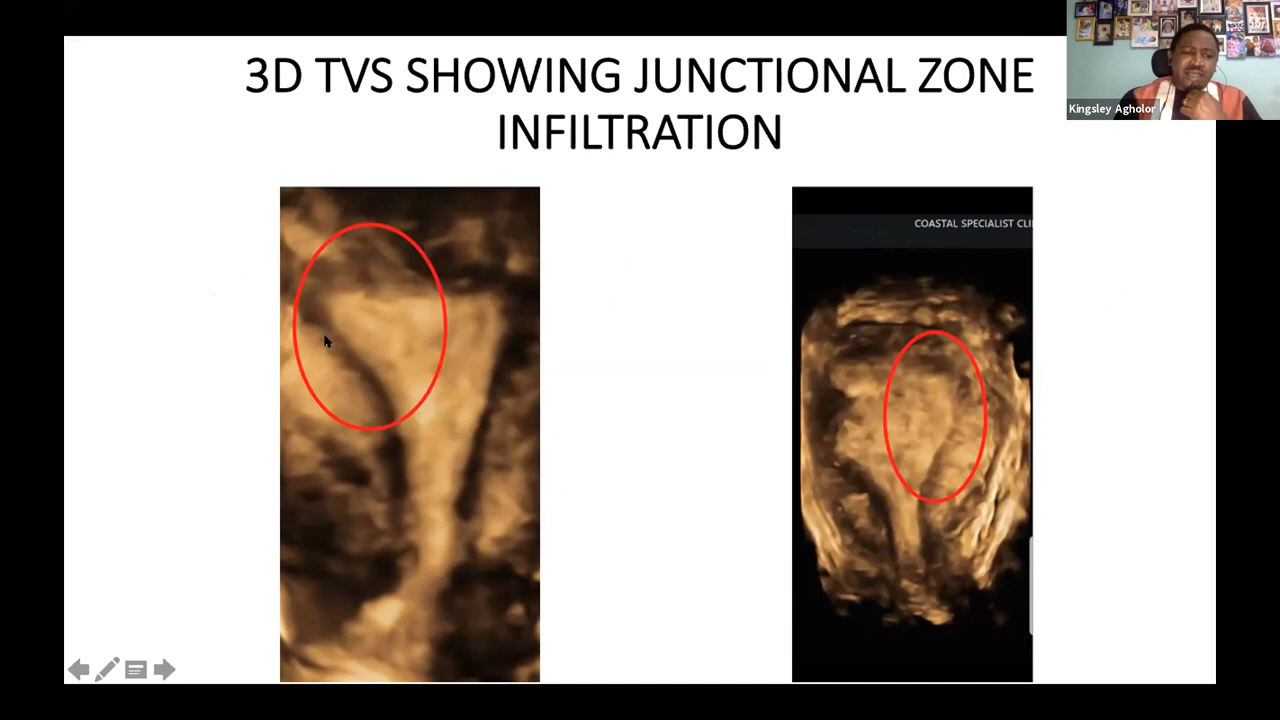 3D TVS SHOWING JUNCTIONAL ZONE
INFILTRATION
Kingsley Agholor
COASTAL SPECIALIST CLI